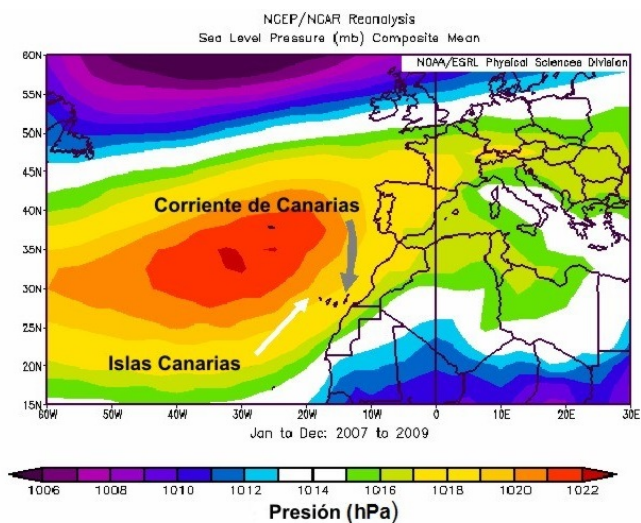 NCEP/NCAR Reanalysis
Sea Level Pressure (mb) Composite Mean
NOAA/ESRL Physical Sciences Division
60N
55N
50N
45N
40N
35N
30N
25N
20N
15N
Corriente de Canarias
Islas Canarias
60W 50W 40W 30W 20W 10W 0 10E 20E 30E
Jan to Dec: 2007 to 2009
1006 1008 1010 1012 1014 1016 1018 1020 1022
Presión (hPa)